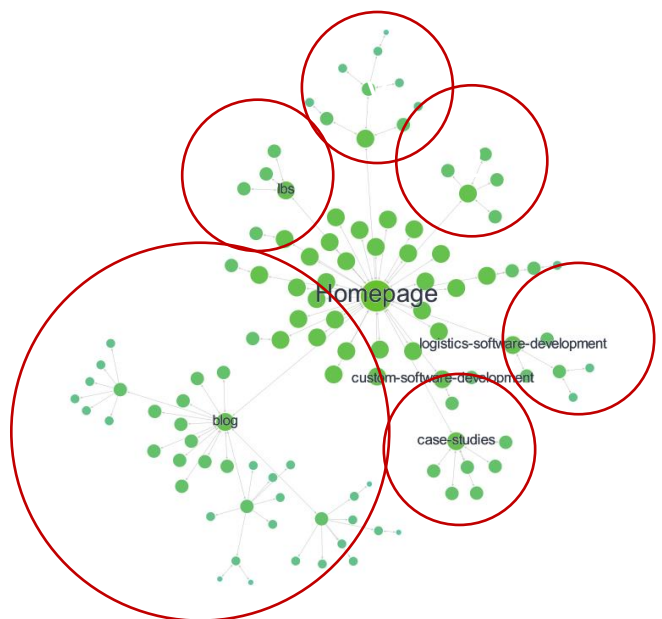 lbs
Homepage
logistics-software-development
custom-software-development
blog
case-studies